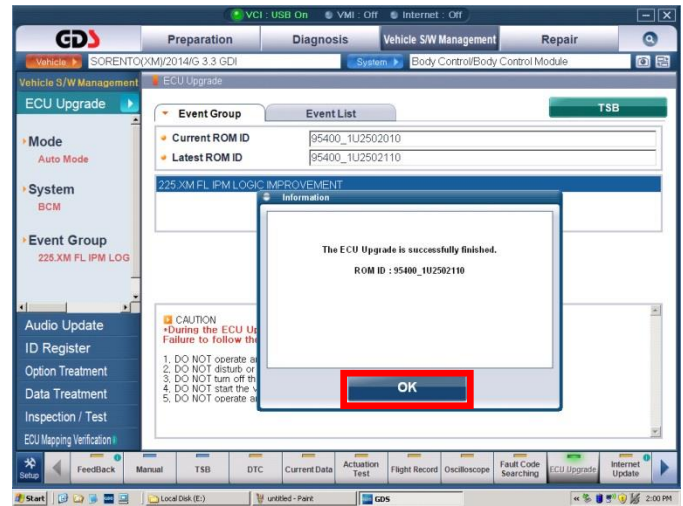 VCI : USB On VMI : Off Internet : Off
GDS Preparation Diagnosis Vehicle S/W Management Repair
Vehicle SORENTO(XM)/2014/G 3.3 GDI System Body Control/Body Control Module
Vehicle S/W Management
ECU Upgrade
ECU Upgrade
Mode
Auto Mode
System
BCM
Event Group
225.XM FL IPM LOG
Audio Update
ID Register
Option Treatment
Data Treatment
Inspection / Test
ECU Mapping Verification
Event Group Event List TSB
Current ROM ID 95400_1U2502010
Latest ROM ID 95400_1U2502110
225.XM FL IPM LOGIC IMPROVEMENT
Information
The ECU Upgrade is successfully finished.
ROM ID : 95400_1U2502110
OK
CAUTION
•During the ECU
Failure to follow
1, DO NOT operate
2, DO NOT disturb or
3, DO NOT turn off
4, DO NOT start the
5, DO NOT operate
Setup FeedBack Manual TSB DTC Current Data Actuation Test Flight Record Oscilloscope Fault Code Searching ECU Upgrade Internet Update
Start Local Disk (E:) untitled - Paint GDS 2:00 PM